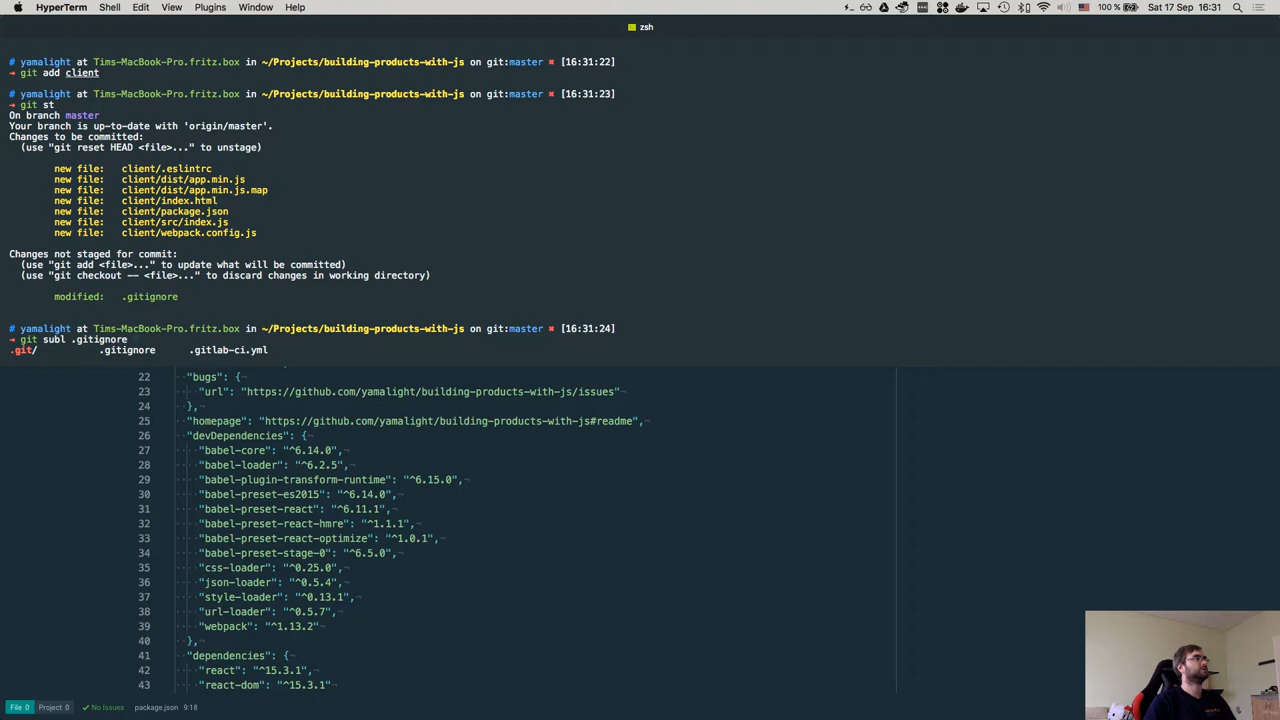 HyperTerm Shell Edit View Plugins Window Help 100 % Sat 17 Sep 16:31
zsh
# yamalight at Tims-MacBook-Pro.fritz.box in ~/Projects/building-products-with-js on git:master ✖ [16:31:22]
→ git add client
# yamalight at Tims-MacBook-Pro.fritz.box in ~/Projects/building-products-with-js on git:master ✖ [16:31:23]
→ git st
On branch master
Your branch is up-to-date with 'origin/master'.
Changes to be committed:
(use "git reset HEAD <file>..." to unstage)
new file: client/.eslintrc
new file: client/dist/app.min.js
new file: client/dist/app.min.js.map
new file: client/index.html
new file: client/package.json
new file: client/src/index.js
new file: client/webpack.config.js
Changes not staged for commit:
(use "git add <file>..." to update what will be committed)
(use "git checkout -- <file>..." to discard changes in working directory)
modified: .gitignore
# yamalight at Tims-MacBook-Pro.fritz.box in ~/Projects/building-products-with-js on git:master ✖ [16:31:24]
→ git subl .gitignore
.git/ .gitignore .gitlab-ci.yml
22 "bugs": {
23 "url": "https://github.com/yamalight/building-products-with-js/issues"
24 },
25 "homepage": "https://github.com/yamalight/building-products-with-js#readme",
26 "devDependencies": {
27 "babel-core": "^6.14.0",
28 "babel-loader": "^6.2.5",
29 "babel-plugin-transform-runtime": "^6.15.0",
30 "babel-preset-es2015": "^6.14.0",
31 "babel-preset-react": "^6.11.1",
32 "babel-preset-react-hmre": "^1.1.1",
33 "babel-preset-react-optimize": "^1.0.1",
34 "babel-preset-stage-0": "^6.5.0",
35 "css-loader": "^0.25.0",
36 "json-loader": "^0.5.4",
37 "style-loader": "^0.13.1",
38 "url-loader": "^0.5.7",
39 "webpack": "^1.13.2"
40 },
41 "dependencies": {
42 "react": "^15.3.1",
43 "react-dom": "^15.3.1"
File 0 Project 0 No Issues package.json 9:18